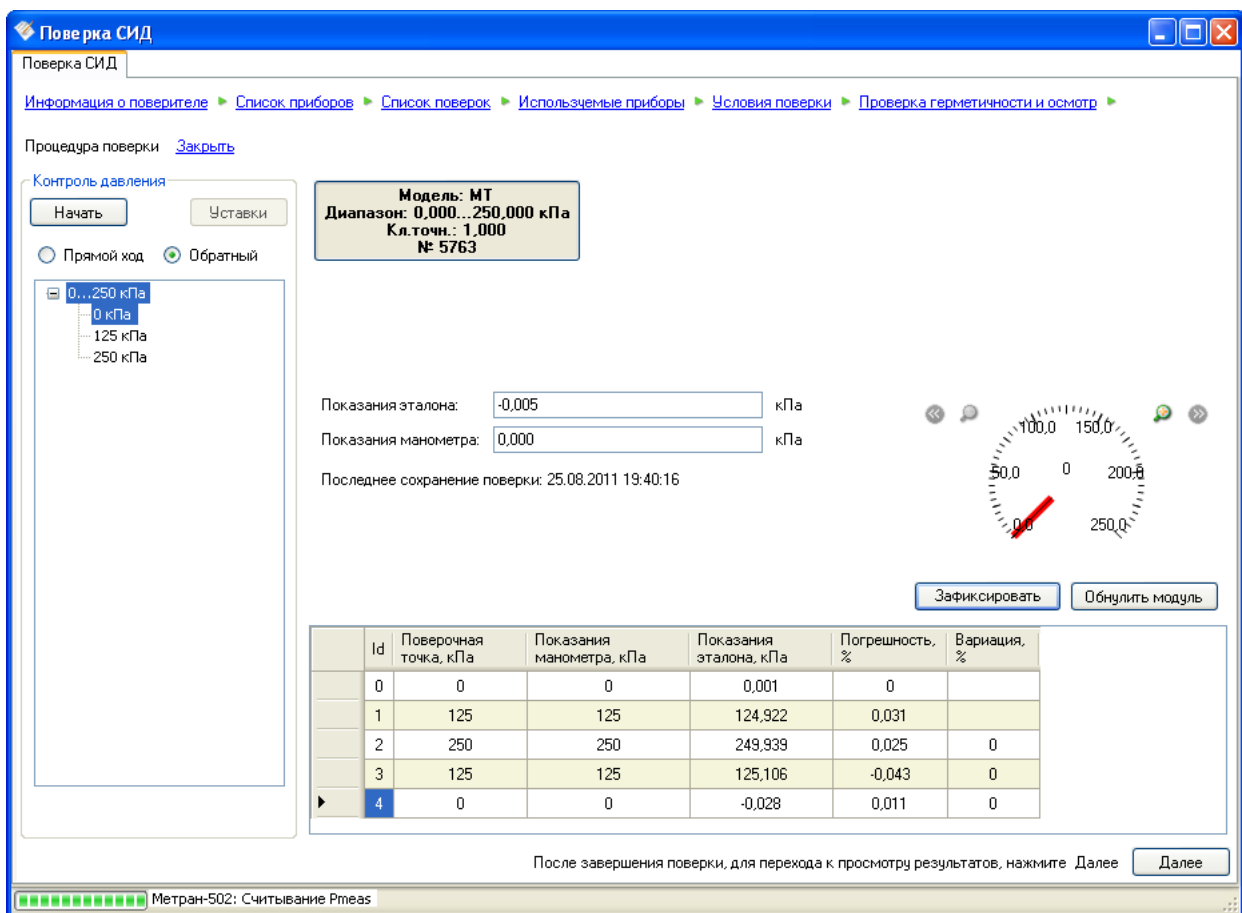 Поверка СИД
Поверка СИД
Информация о поверителе Список приборов Список поверок Используемые приборы Условия поверки Проверка герметичности и осмотр
Процедура поверки Закрыть
Контроль давления
Начать Уставки
Прямой ход Обратный
0...250 кПа
0 кПа
125 кПа
250 кПа
Модель: МТ
Диапазон: 0,000...250,000 кПа
Кл.точн.: 1,000
№ 5763
Показания эталона: -0,005 кПа
Показания манометра: 0,000 кПа
Последнее сохранение поверки: 25.08.2011 19:40:16
100,0 150,0
50,0 0 200,0
0,0 250,0
Зафиксировать Обнулить модуль
Id Поверочная точка, кПа Показания манометра, кПа Показания эталона, кПа Погрешность, % Вариация, %
0 0 0 0,001 0
1 125 125 124,922 0,031
2 250 250 249,939 0,025 0
3 125 125 125,106 -0,043 0
4 0 0 -0,028 0,011 0
После завершения поверки, для перехода к просмотру результатов, нажмите Далее Далее
Метран-502: Считывание Pmeas